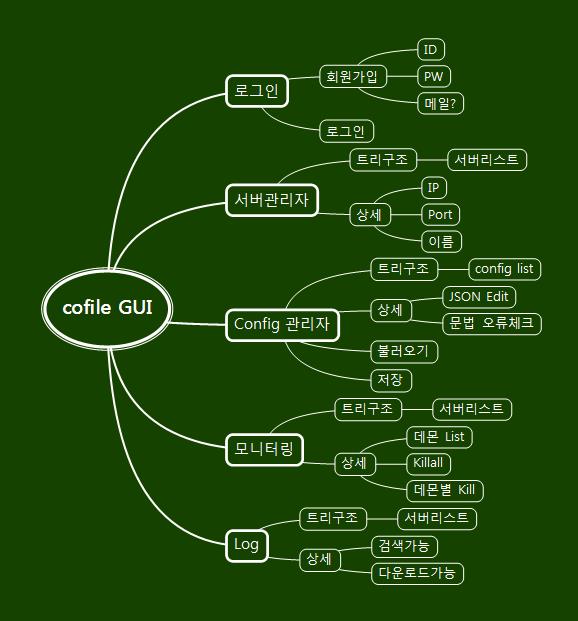 cofile GUI
로그인
회원가입
ID
PW
메일?
로그인
서버관리자
트리구조
서버리스트
상세
IP
Port
이름
Config 관리자
트리구조
config list
상세
JSON Edit
문법 오류체크
불러오기
저장
모니터링
트리구조
서버리스트
상세
데몬 List
Killall
데몬별 Kill
Log
트리구조
서버리스트
상세
검색가능
다운로드가능